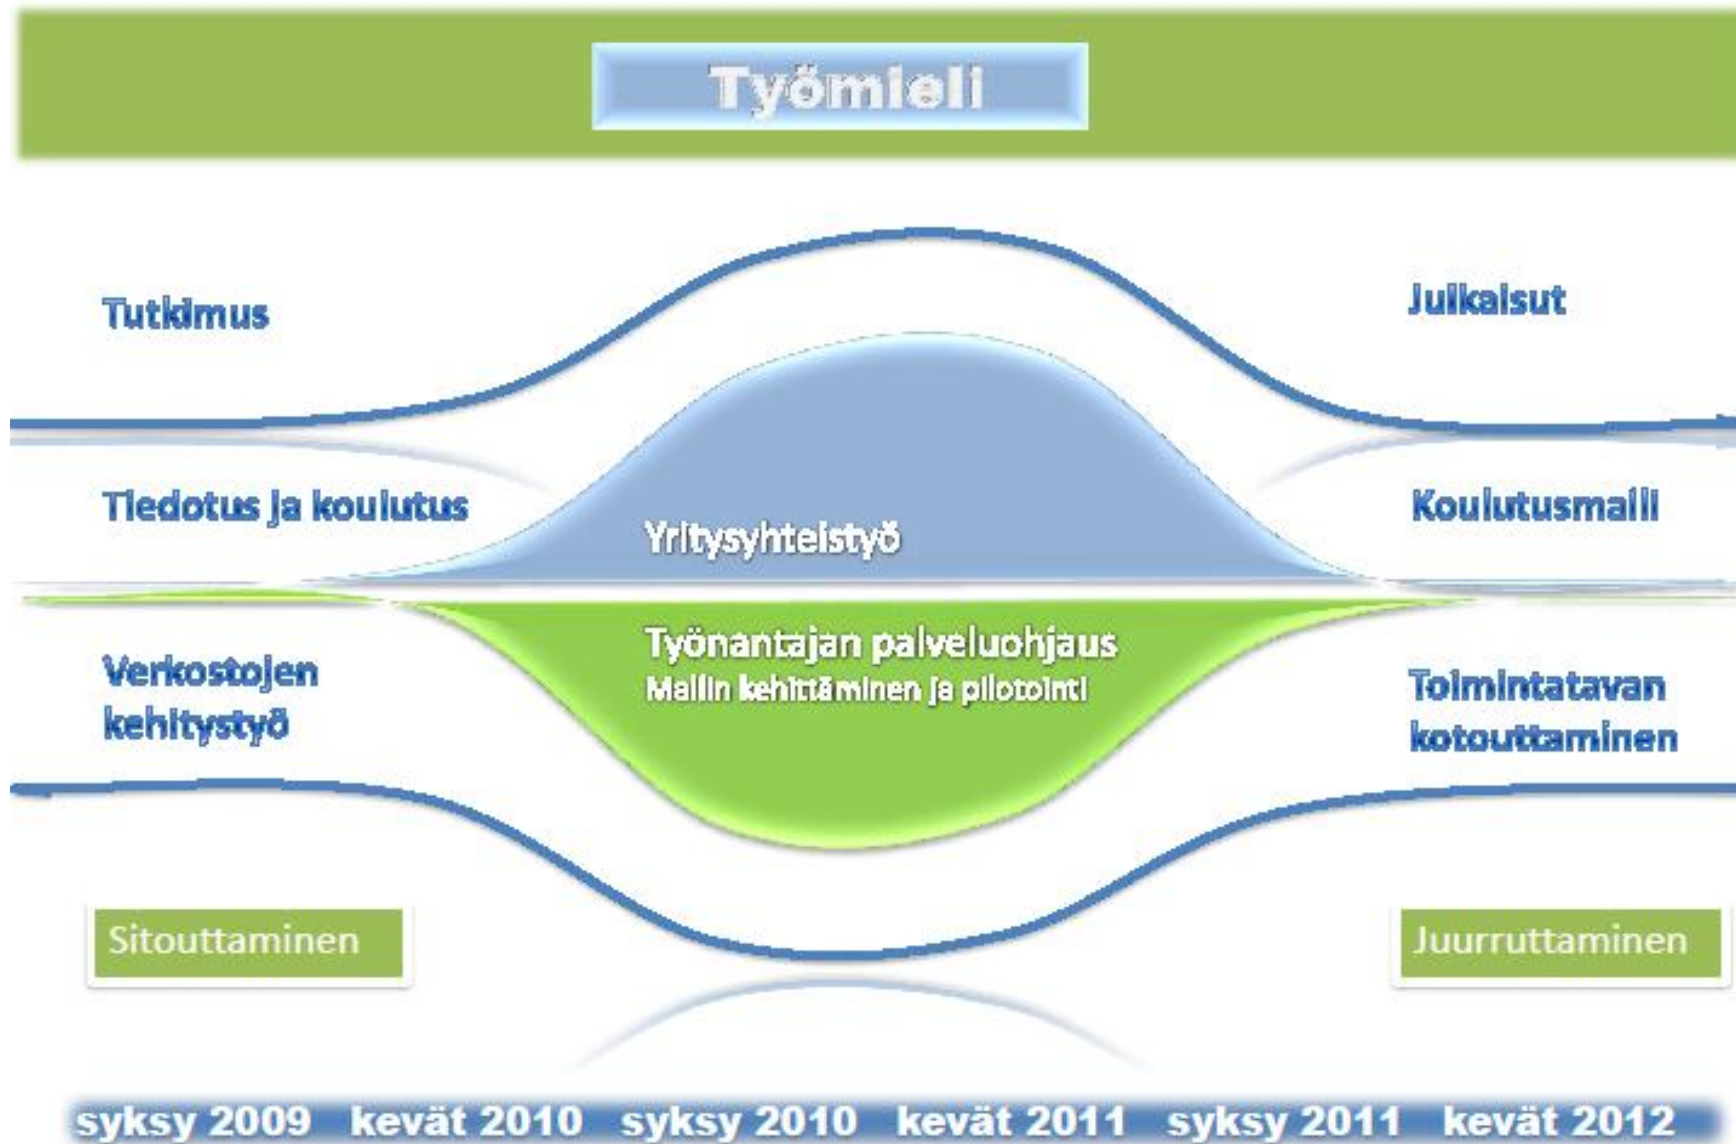 Työmieli
Tutkimus
Julkaisut
Tiedotus ja koulutus
Koulutusmalli
Yritysyhteistyö
Työnantajan palveluohjaus
Mallin kehittäminen ja pilotointi
Verkostojen
kehitystyö
Toimintatavan
kotouttaminen
Sitouttaminen
Juurruttaminen
syksy 2009 kevät 2010 syksy 2010 kevät 2011 syksy 2011 kevät 2012